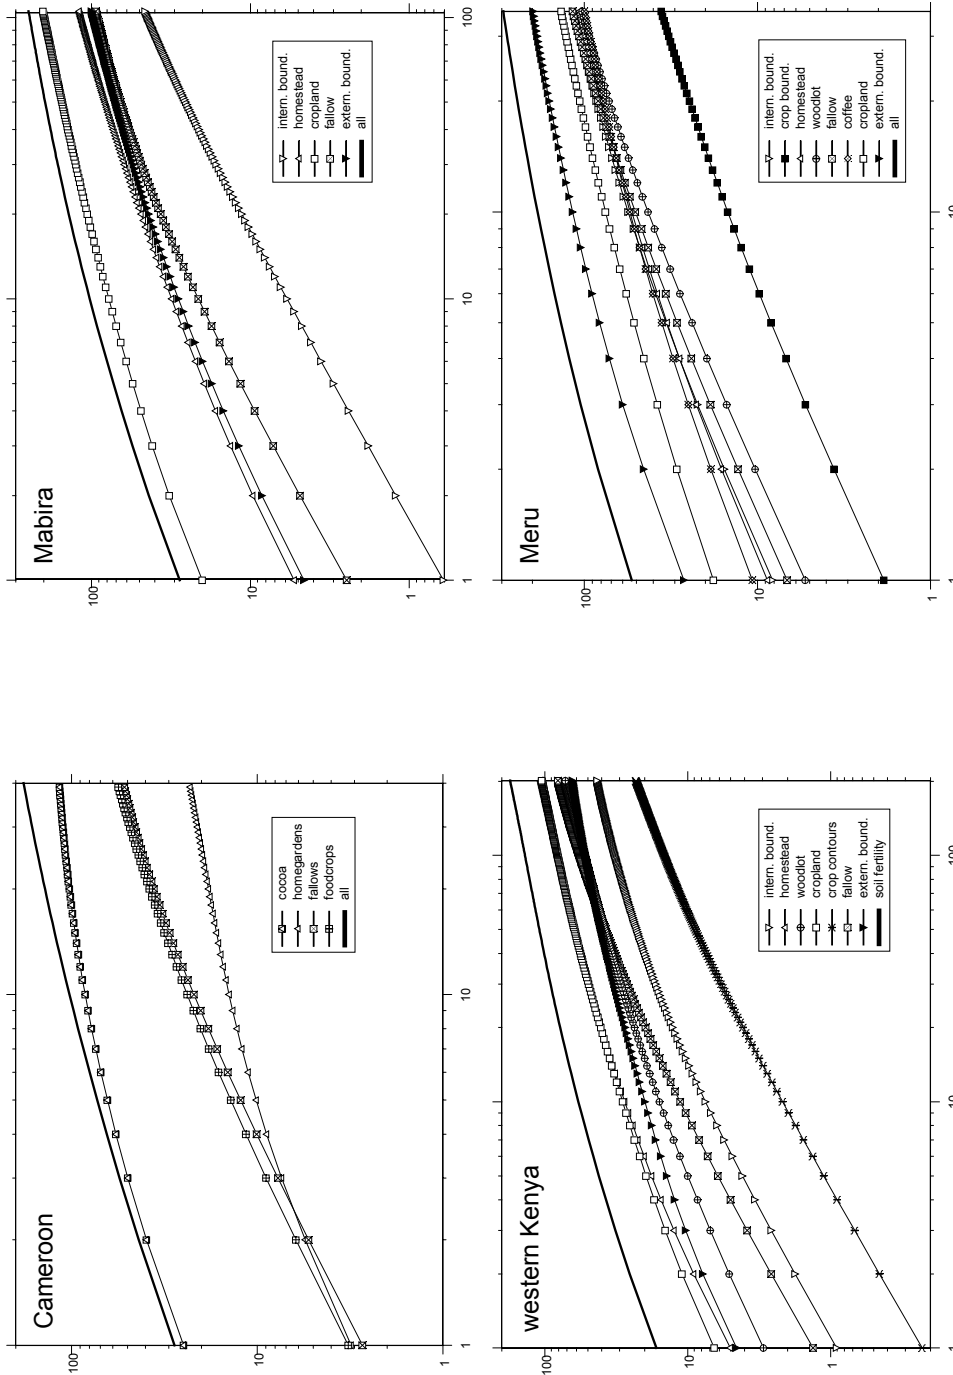 Cameroon
100
10
1
cocoa
homegardens
fallows
foodcrops
all
1
10
Mabira
100
10
1
intern. bound.
homestead
cropland
fallow
extern. bound.
all
1
10
100
western Kenya
100
10
intern. bound.
homestead
woodlot
cropland
crop contours
fallow
extern. bound.
soil fertility
1
10
100
Meru
100
10
1
intern. bound.
crop bound.
homestead
woodlot
fallow
coffee
cropland
extern. bound.
all
1
10